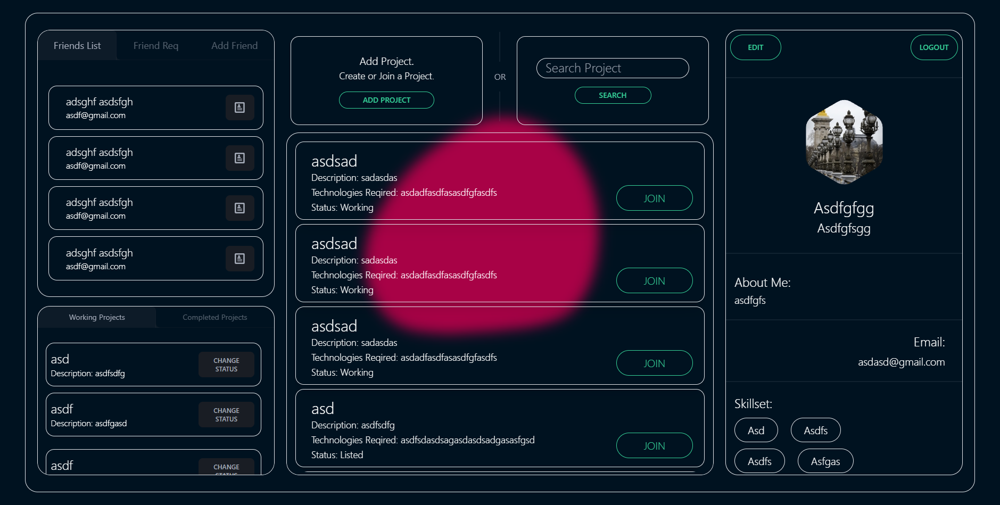 Friends List
Friend Req
Add Friend
adsghf asdsfgh
asdf@gmail.com
adsghf asdsfgh
asdf@gmail.com
adsghf asdsfgh
asdf@gmail.com
adsghf asdsfgh
asdf@gmail.com
Working Projects
Completed Projects
asd
Description: asdfsdfg
CHANGE
STATUS
asdf
Description: asdfgasd
CHANGE
STATUS
asdf
CHANGE
STATUS
Add Project.
Create or Join a Project.
ADD PROJECT
OR
Search Project
SEARCH
asdsad
Description: sadasdas
Technologies Reqired: asdadfasdfasasdfgfasdfs
Status: Working
JOIN
asdsad
Description: sadasdas
Technologies Reqired: asdadfasdfasasdfgfasdfs
Status: Working
JOIN
asdsad
Description: sadasdas
Technologies Reqired: asdadfasdfasasdfgfasdfs
Status: Working
JOIN
asd
Description: asdfsdfg
Technologies Reqired: asdfsdasdsagasdasdsadgasasfgsd
Status: Listed
JOIN
EDIT
LOGOUT
Asdfgfgg
Asdfgfsgg
About Me:
asdfgfs
Email:
asdasd@gmail.com
Skillset:
Asd
Asdfs
Asdfs
Asfgas